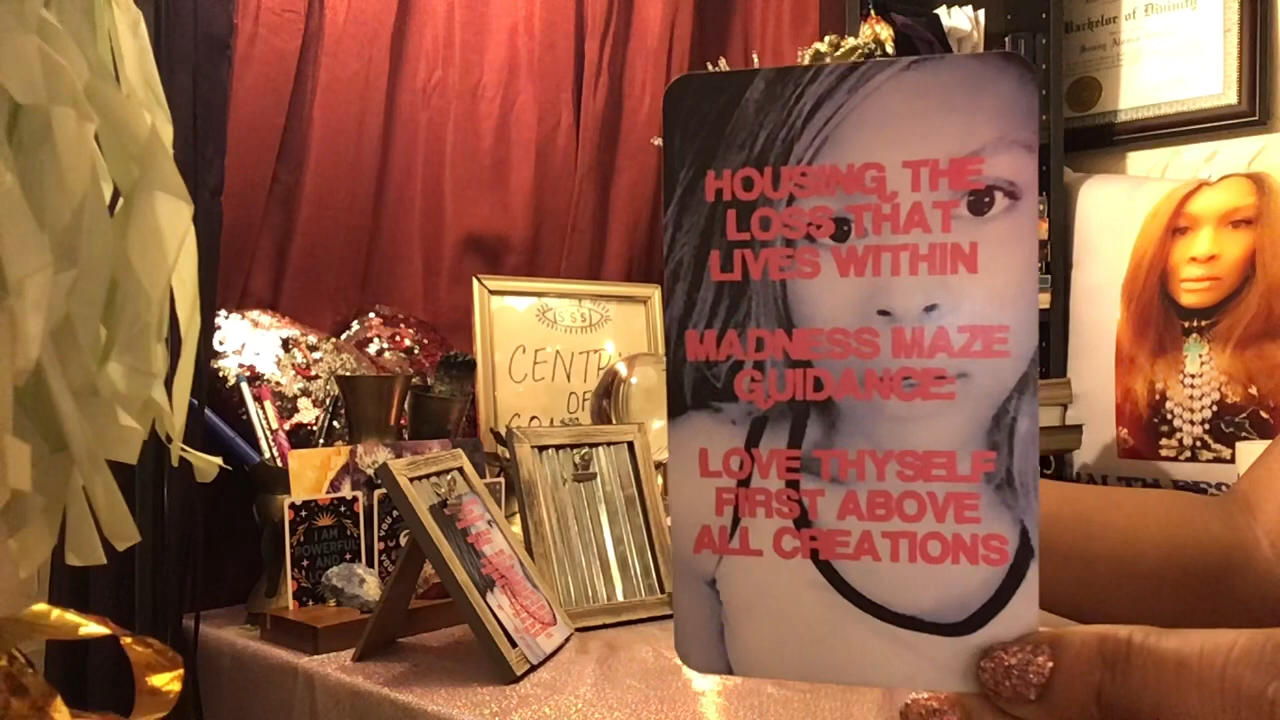 Bachelor of Divinity
$ $ $
CENTR
OF
HOUSING, THE
LOSS THAT
LIVES WITHIN
MADNESS MAZE
GUIDANCE:
LOVE THYSELF
FIRST ABOVE
ALL CREATIONS
I AM
POWERFUL
AND
YOU